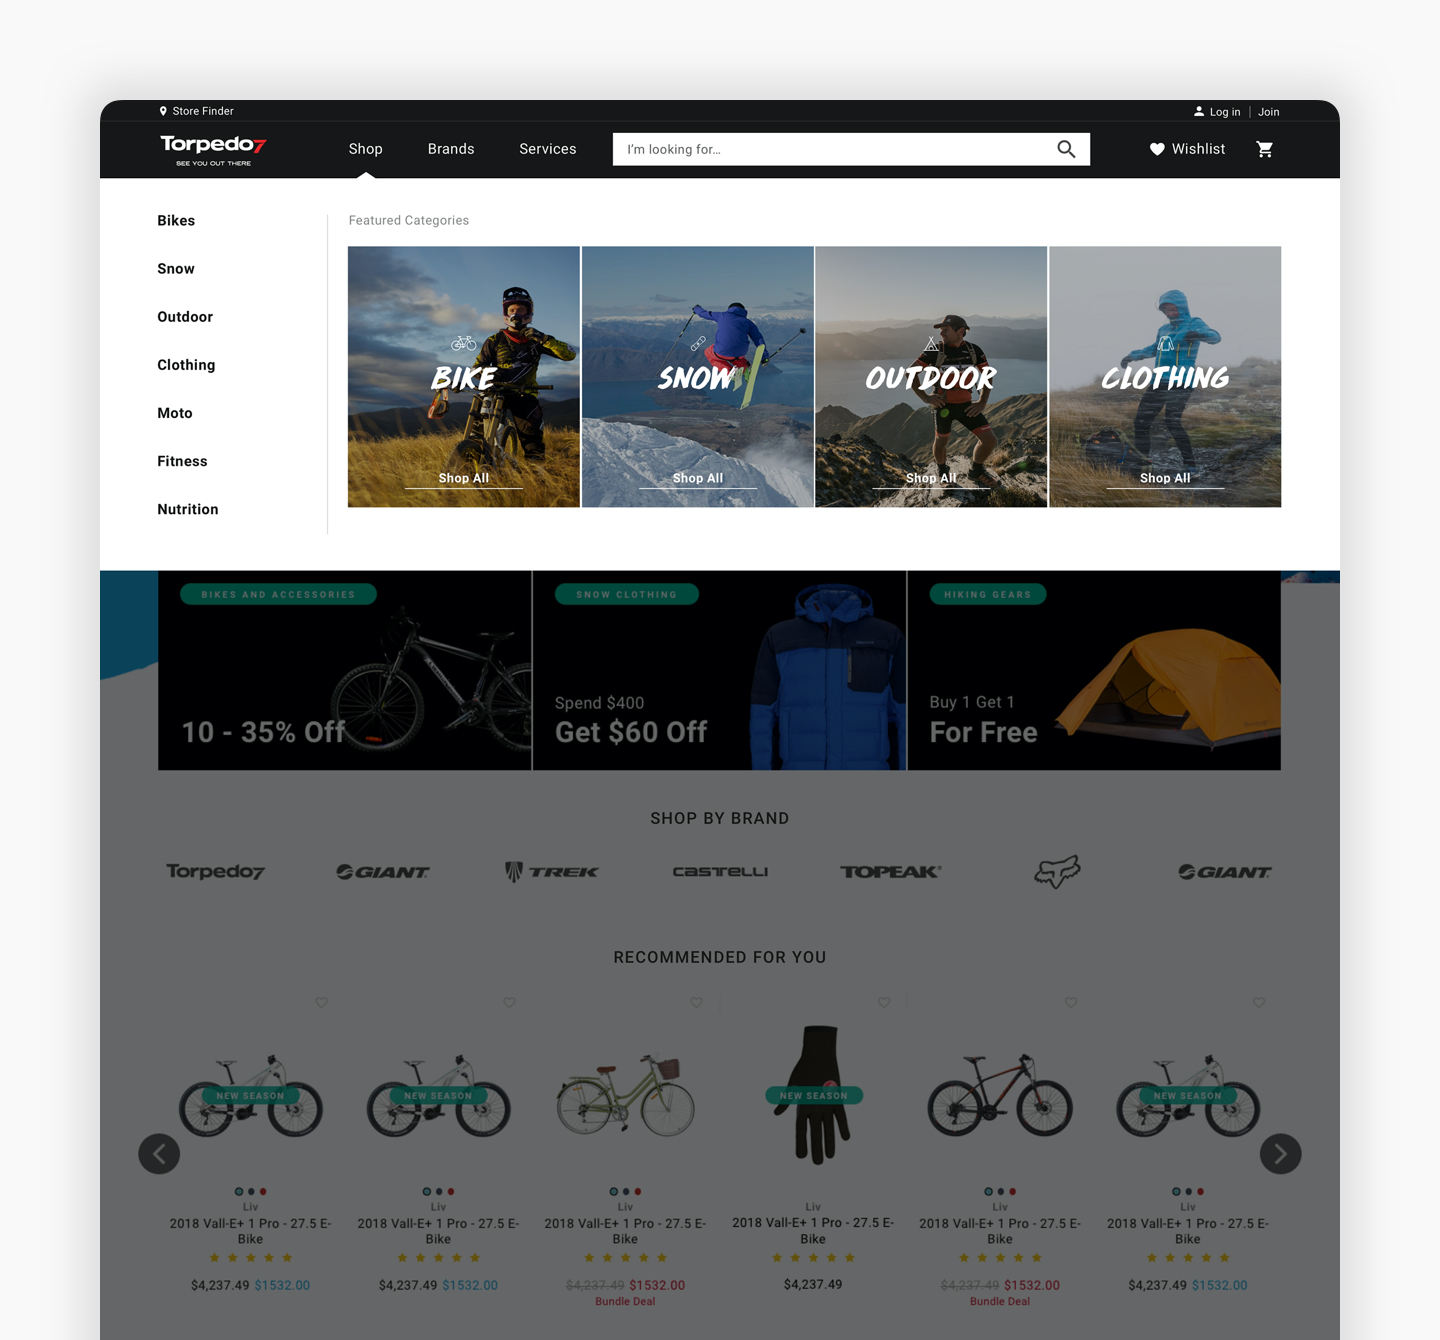 Store Finder
Log in | Join
Torpedo7
SEE YOU OUT THERE
Shop
Brands
Services
I'm looking for...
Wishlist
Bikes
Snow
Outdoor
Clothing
Moto
Fitness
Nutrition
Featured Categories
BIKE
Shop All
SNOW
Shop All
OUTDOOR
Shop All
CLOTHING
Shop All
BIKES AND ACCESSORIES
10 - 35% Off
SNOW CLOTHING
Spend $400
Get $60 Off
HIKING GEARS
Buy 1 Get 1
For Free
SHOP BY BRAND
Torpedo7
GIANT
TREK
CASTELLI
TOPEAK
GIANT
RECOMMENDED FOR YOU
NEW SEASON
Liv
2018 Vall-E+ 1 Pro - 27.5 E-
Bike
$4,237.49 $1532.00
NEW SEASON
Liv
2018 Vall-E+ 1 Pro - 27.5 E-
Bike
$4,237.49 $1532.00
Liv
2018 Vall-E+ 1 Pro - 27.5 E-
Bike
$4,237.49 $1532.00
Bundle Deal
NEW SEASON
Liv
2018 Vall-E+ 1 Pro - 27.5 E-
Bike
$4,237.49
Liv
2018 Vall-E+ 1 Pro - 27.5 E-
Bike
$4,237.49 $1532.00
Bundle Deal
NEW SEASON
Liv
2018 Vall-E+ 1 Pro - 27.5 E-
Bike
$4,237.49 $1532.00